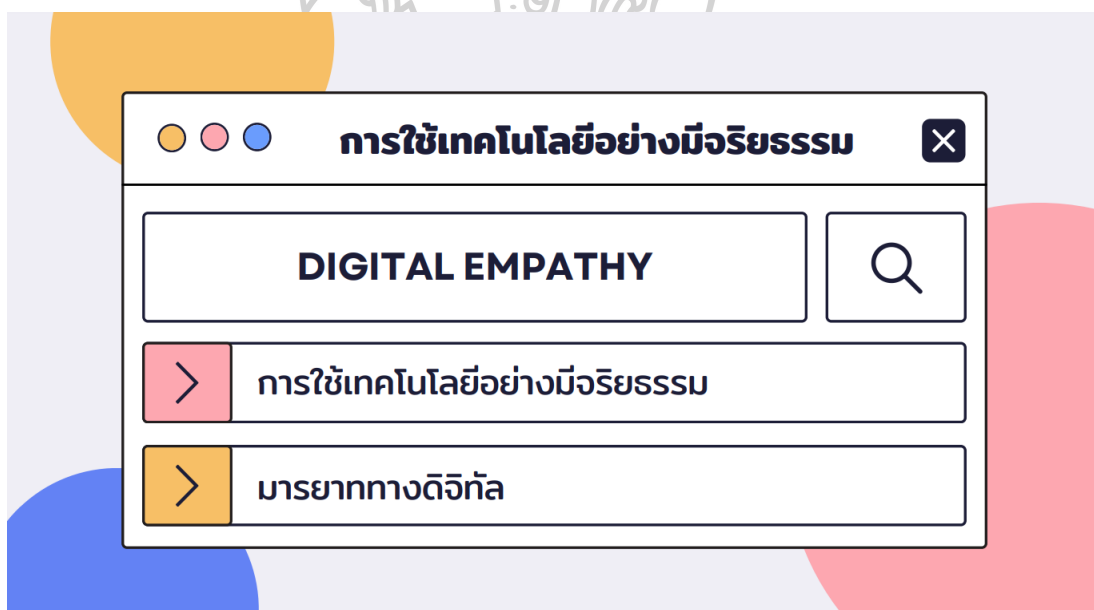 การใช้เทคโนโลยีอย่างมีจริยธรรม
DIGITAL EMPATHY
การใช้เทคโนโลยีอย่างมีจริยธรรม
มารยาททางดิจิทัล